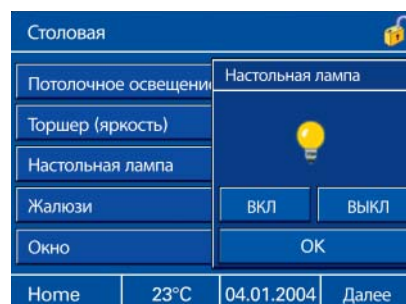 Столовая
Потолочное освещени
Торшер (яркость)
Настольная лампа
Жалюзи
Окно
Настольная лампа
ВКЛ
ВЫКЛ
OK
Home
23°C
04.01.2004
Далее